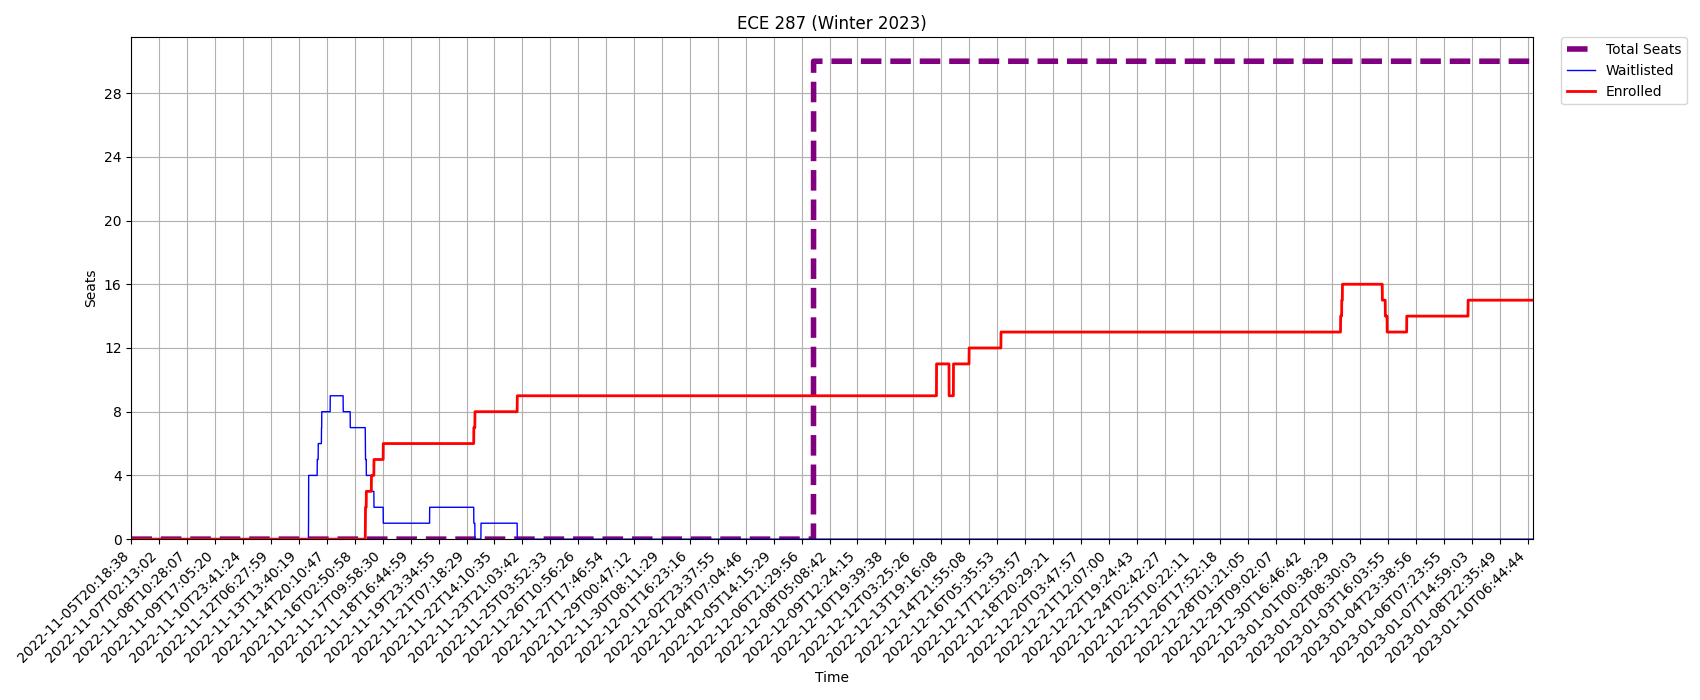 ECE 287 (Winter 2023)
Total Seats
Waitlisted
Enrolled
Seats
28
24
20
16
12
8
4
0
2022-11-05T20:18:38
2022-11-07T02:13:02
2022-11-08T10:28:07
2022-11-09T17:05:20
2022-11-10T23:41:24
2022-11-12T06:27:59
2022-11-13T13:40:19
2022-11-14T20:10:47
2022-11-16T02:50:58
2022-11-17T09:58:30
2022-11-18T16:44:59
2022-11-19T23:34:55
2022-11-21T07:18:29
2022-11-22T14:10:35
2022-11-23T21:03:42
2022-11-25T03:52:33
2022-11-26T10:56:26
2022-11-27T17:46:54
2022-11-29T00:47:12
2022-11-30T08:11:29
2022-12-01T16:23:16
2022-12-02T23:37:55
2022-12-04T07:04:46
2022-12-05T14:15:29
2022-12-06T21:29:56
2022-12-08T05:08:42
2022-12-09T12:24:15
2022-12-10T19:39:38
2022-12-12T03:25:26
2022-12-13T19:16:08
2022-12-14T21:55:08
2022-12-16T05:35:53
2022-12-17T12:53:57
2022-12-18T20:29:21
2022-12-20T03:47:57
2022-12-21T12:07:00
2022-12-22T19:24:43
2022-12-24T02:42:27
2022-12-25T10:22:11
2022-12-26T17:52:18
2022-12-28T01:21:05
2022-12-29T09:02:07
2022-12-30T16:46:42
2023-01-01T00:38:29
2023-01-02T08:30:03
2023-01-03T16:03:55
2023-01-04T23:38:56
2023-01-06T07:23:55
2023-01-07T14:59:03
2023-01-08T22:35:49
2023-01-10T06:44:44
Time